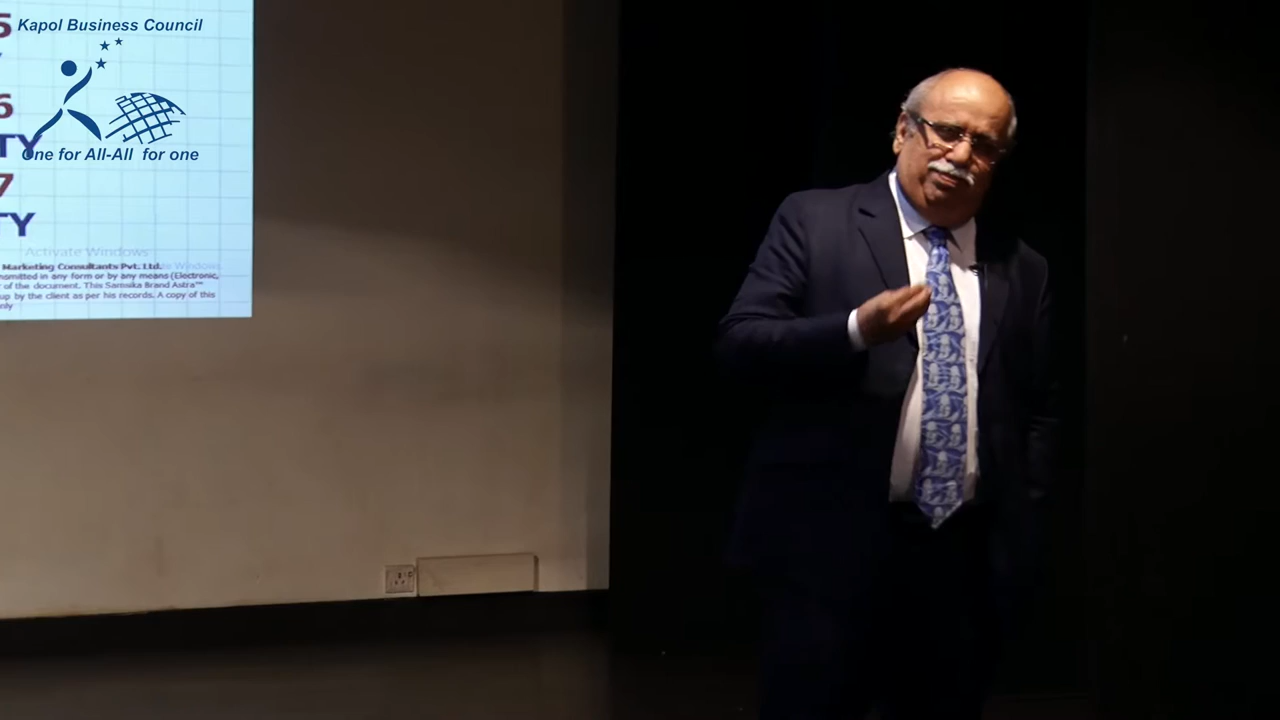 Kapol Business Council
5
6
TY
One for All-All for one
7
TY
Activate Windows
Marketing Consultants Pvt. Ltd.
nsmitted in any form or by any means (Electronic,
of the document. This Samsika Brand Astra™
up by the client as per his records. A copy of this
nly